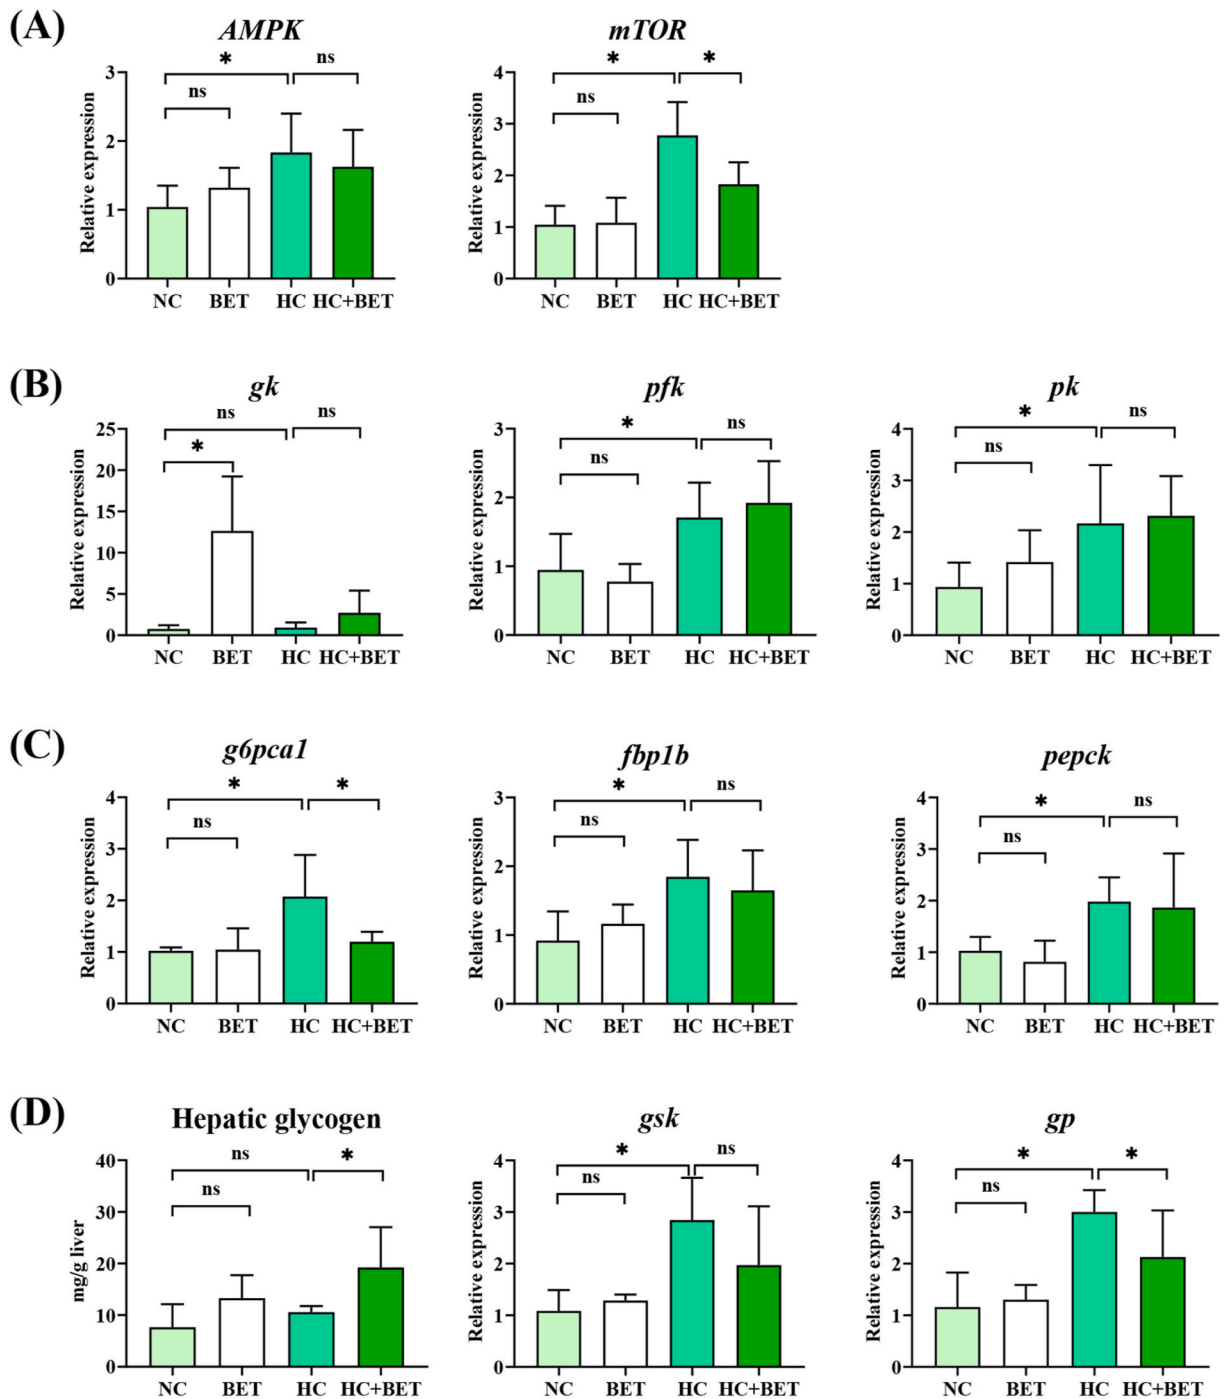 (A)
AMPK
Relative expression
3
2
1
0
ns
*
ns
NC BET HC HC+BET
mTOR
Relative expression
4
3
2
1
0
ns
*
*
NC BET HC HC+BET
(B)
gk
Relative expression
25
20
15
10
5
0
ns
ns
*
NC BET HC HC+BET
pfk
Relative expression
3
2
1
0
*
ns
ns
NC BET HC HC+BET
pk
Relative expression
4
3
2
1
0
*
ns
ns
NC BET HC HC+BET
(C)
g6pca1
Relative expression
4
3
2
1
0
*
*
ns
NC BET HC HC+BET
fbp1b
Relative expression
3
2
1
0
*
ns
ns
NC BET HC HC+BET
pepck
Relative expression
4
3
2
1
0
*
ns
ns
NC BET HC HC+BET
(D)
Hepatic glycogen
mg/g liver
40
30
20
10
0
ns
*
ns
NC BET HC HC+BET
gsk
Relative expression
4
3
2
1
0
*
ns
ns
NC BET HC HC+BET
gp
Relative expression
4
3
2
1
0
*
*
ns
NC BET HC HC+BET